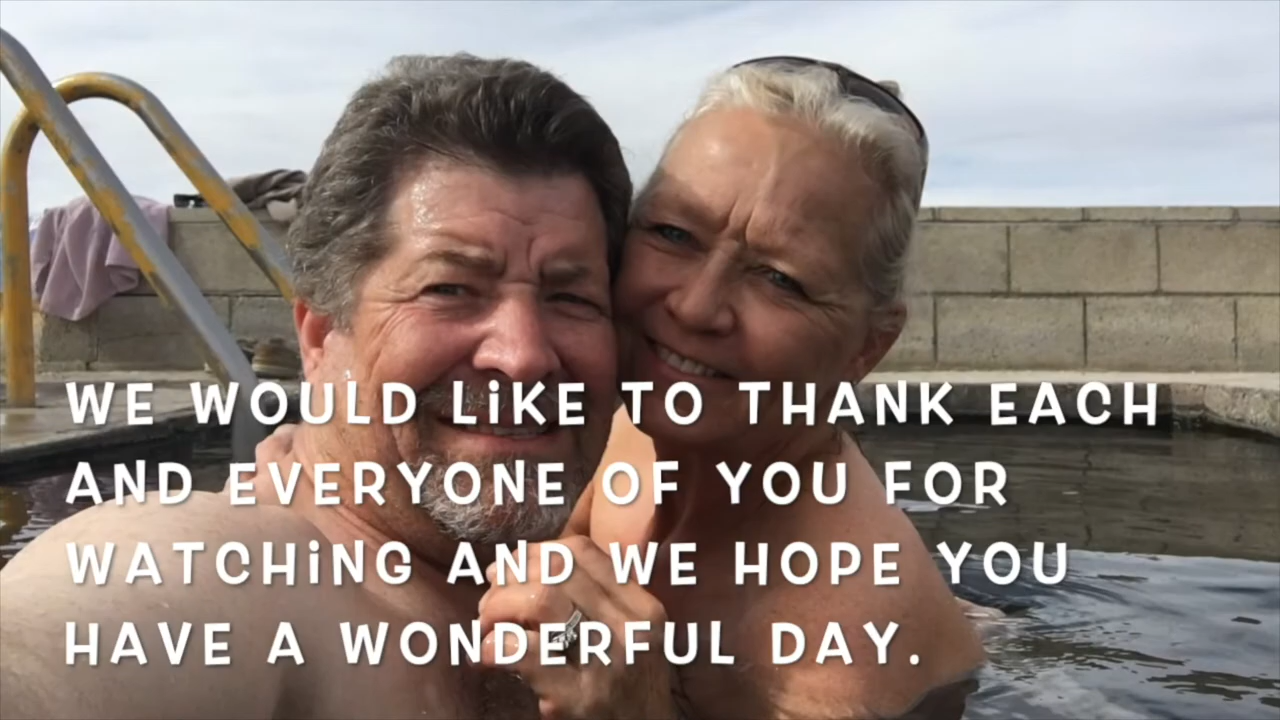 WE WOULD LiKE TO THANK EACH
AND EVERYONE OF YOU FOR
WATCHiNG AND WE HOPE YOU
HAVE A WONDERFUL DAY.